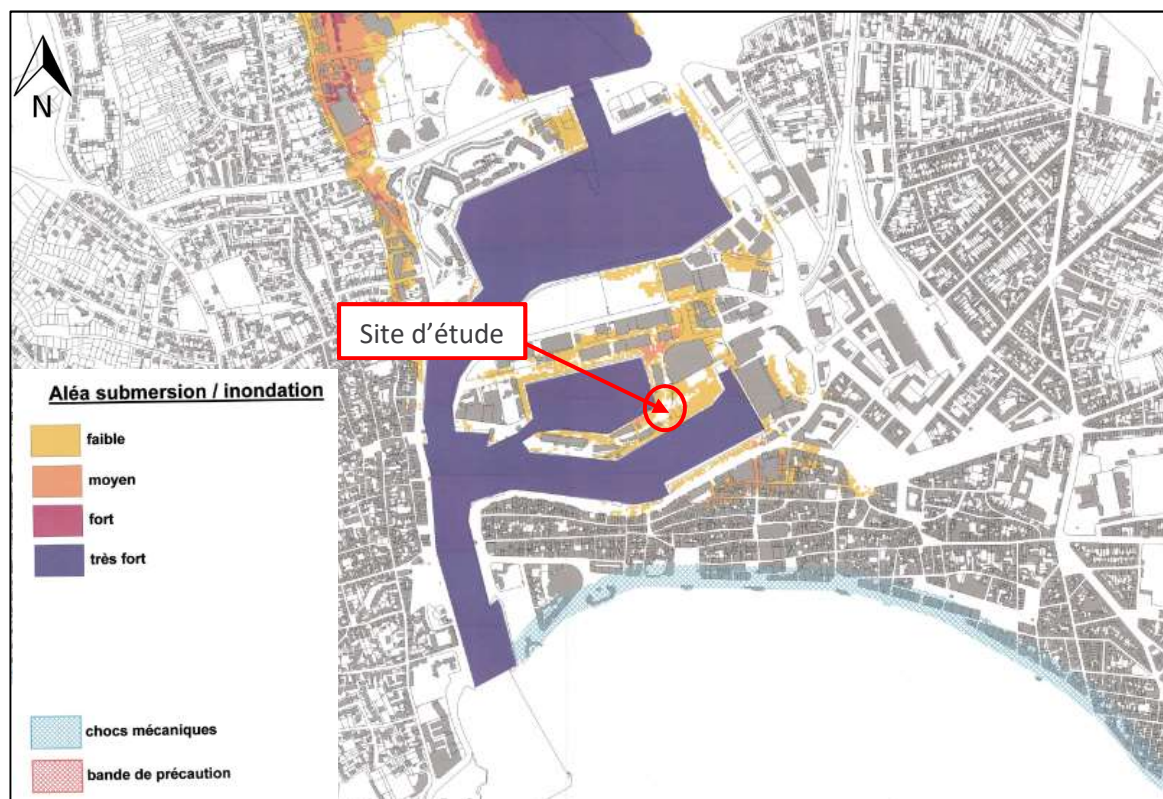 N
Site d'étude
Aléa submersion / inondation
faible
moyen
fort
très fort
chocs mécaniques
bande de précaution